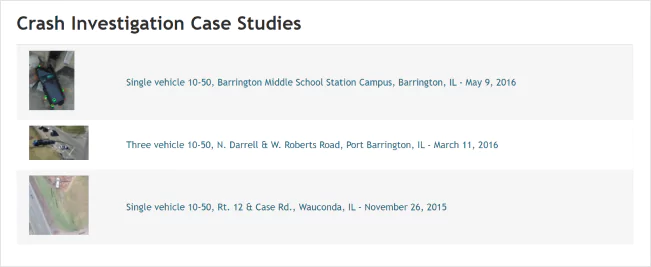 Crash Investigation Case Studies
Single vehicle 10-50, Barrington Middle School Station Campus, Barrington, IL - May 9, 2016
Three vehicle 10-50, N. Darrell & W. Roberts Road, Port Barrington, IL - March 11, 2016
Single vehicle 10-50, Rt. 12 & Case Rd., Wauconda, IL - November 26, 2015